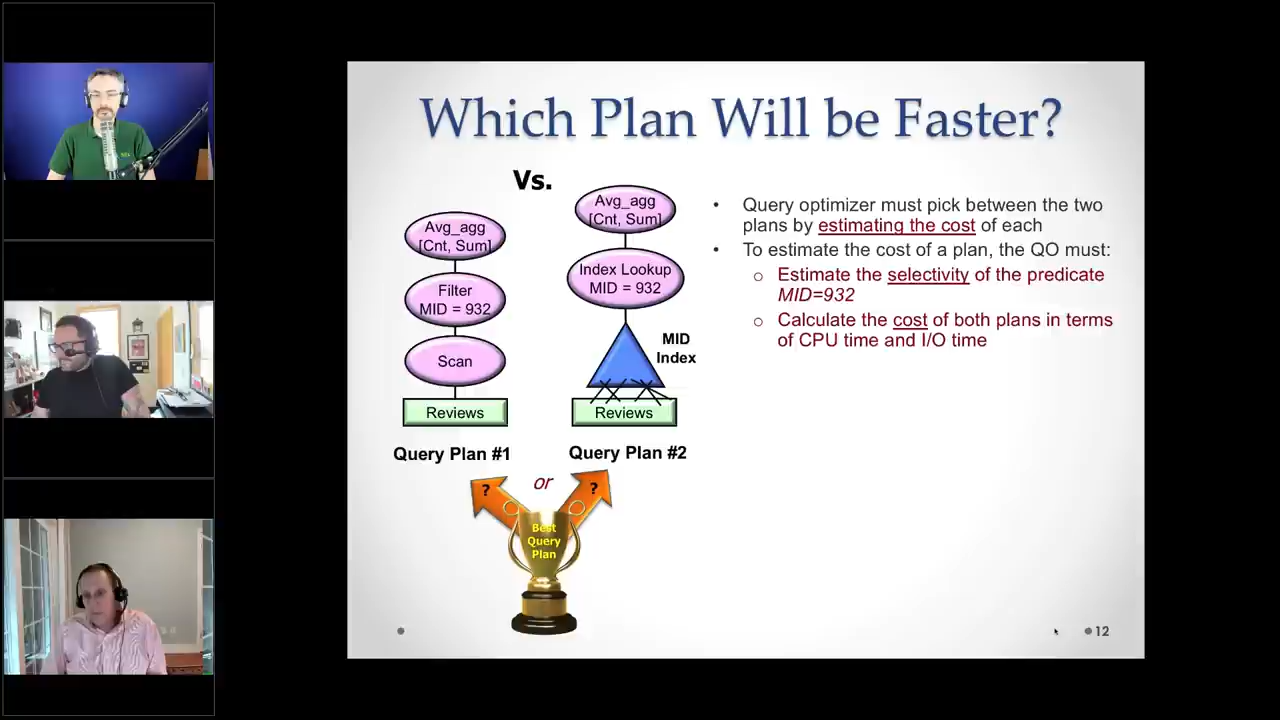 Which Plan Will be Faster?
Vs.
Avg_agg
[Cnt, Sum]
Filter
MID = 932
Scan
Reviews
Query Plan #1
Avg_agg
[Cnt, Sum]
Index Lookup
MID = 932
MID
Index
Reviews
Query Plan #2
?
or
?
Best
Query
Plan
• Query optimizer must pick between the two
plans by estimating the cost of each
• To estimate the cost of a plan, the QO must:
o Estimate the selectivity of the predicate
MID=932
o Calculate the cost of both plans in terms
of CPU time and I/O time
12